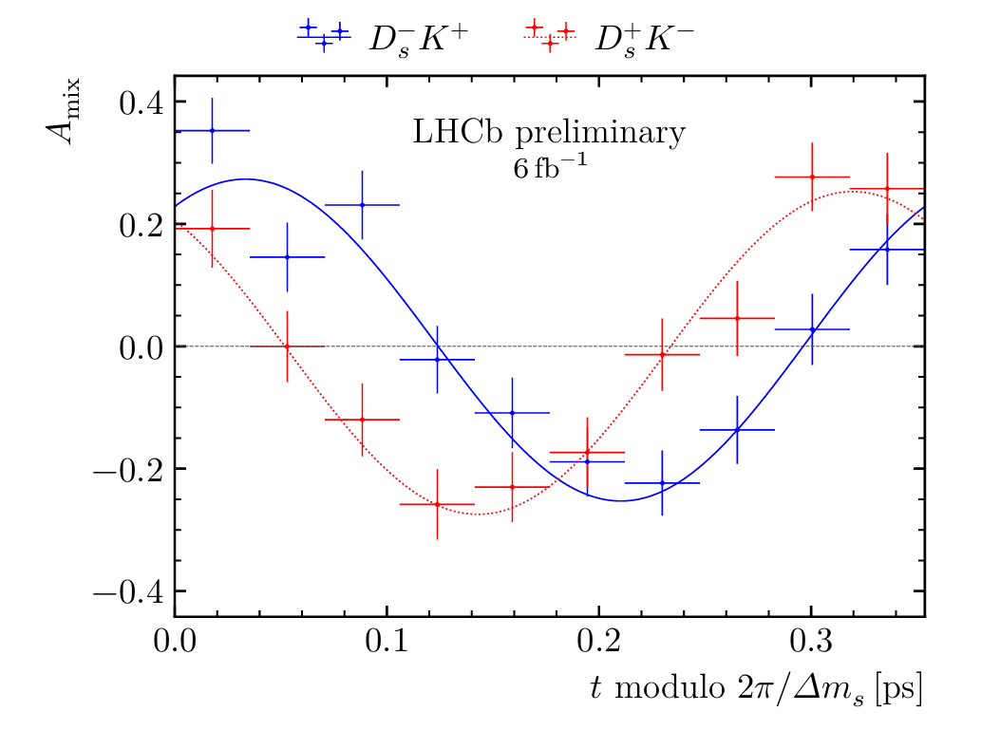 D_s^- K^+ D_s^+ K^-
A_mix
LHCb preliminary
6 fb^{-1}
0.4
0.2
0.0
−0.2
−0.4
0.0 0.1 0.2 0.3
t modulo 2π/Δm_s [ps]